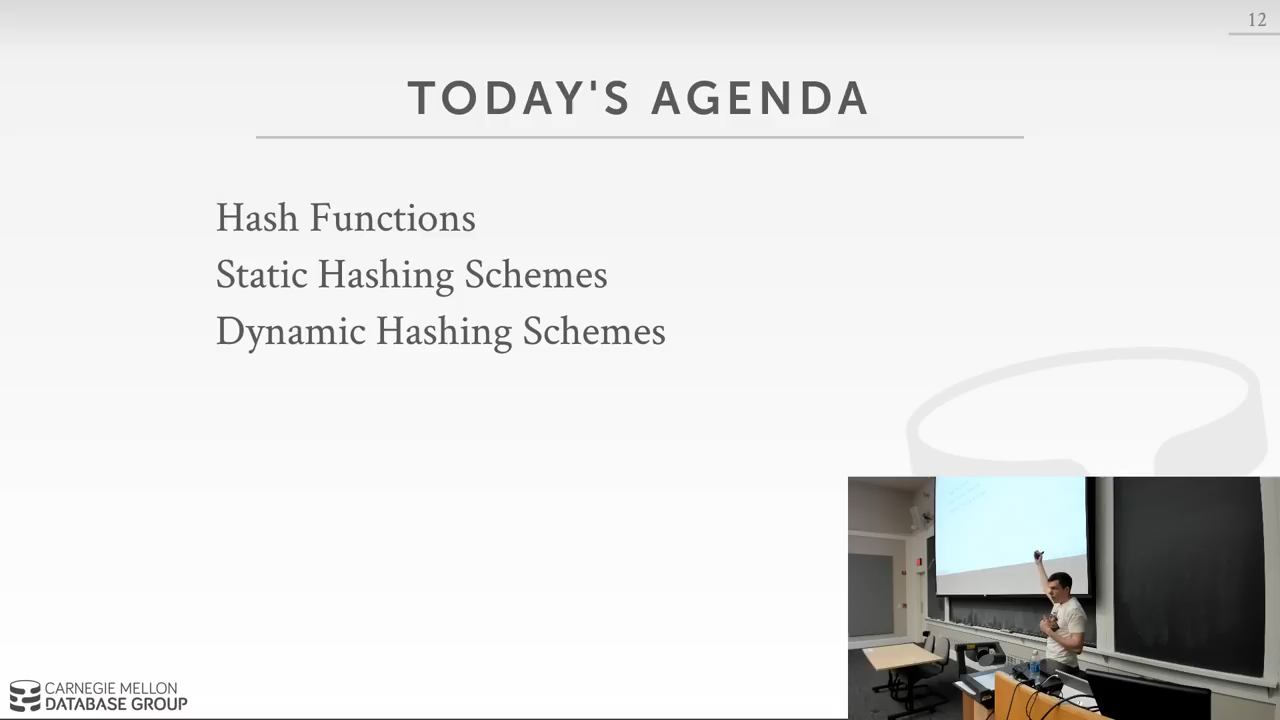 12
TODAY'S AGENDA
Hash Functions
Static Hashing Schemes
Dynamic Hashing Schemes
CARNEGIE MELLON
DATABASE GROUP